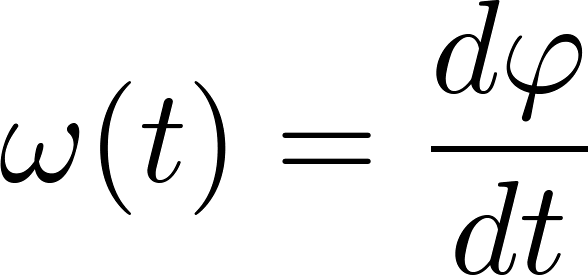 ω(t) = dφ/dt